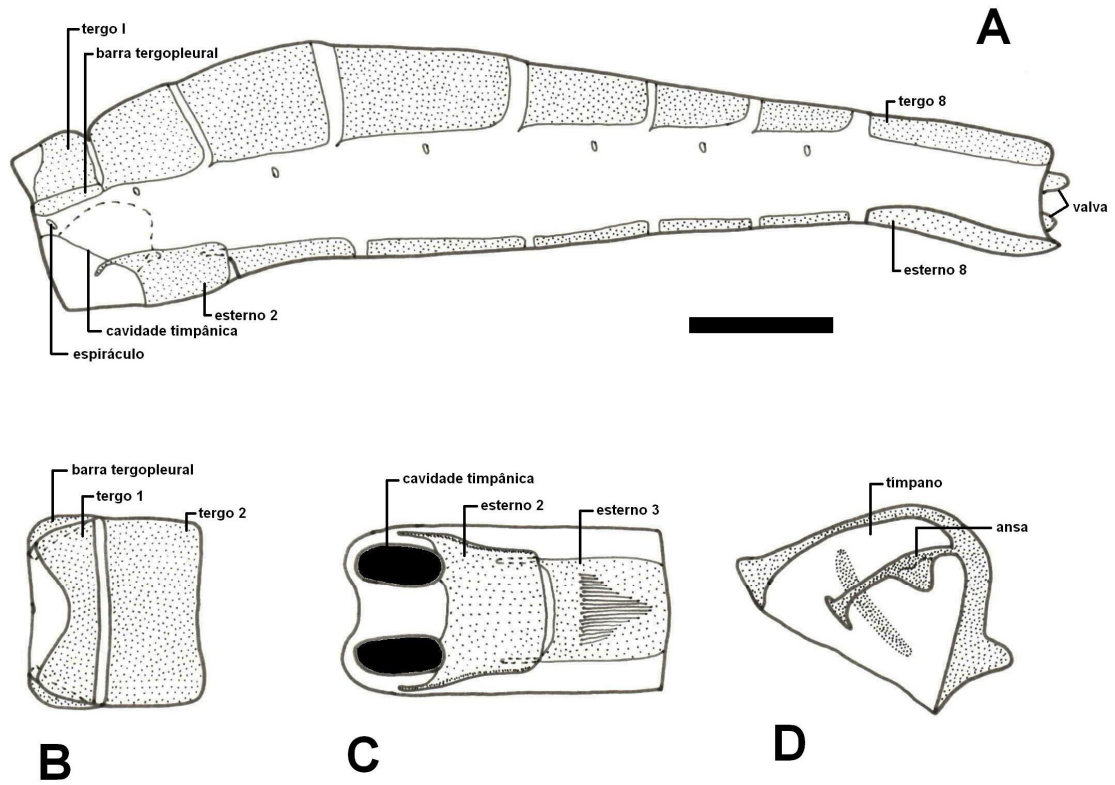 A
tergo I
barra tergopleural
tergo 8
valva
esterno 8
esterno 2
cavidade timpânica
espiráculo
barra tergopleural
tergo 1
tergo 2
B
cavidade timpânica
esterno 2
esterno 3
C
tímpano
ansa
D